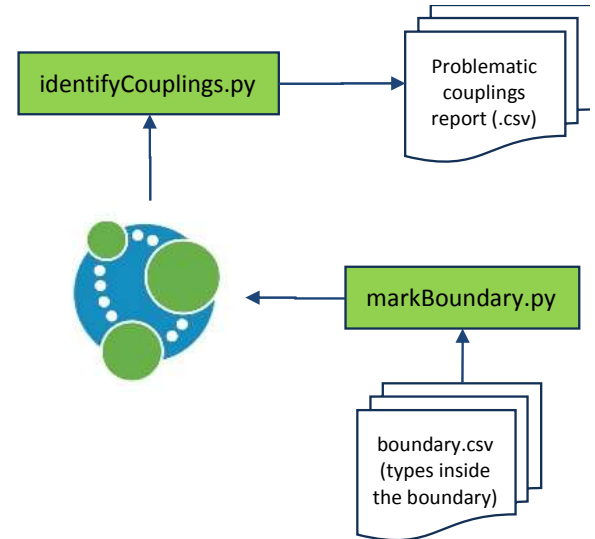 identifyCouplings.py
Problematic
couplings
report (.csv)
markBoundary.py
boundary.csv
(types inside
the boundary)